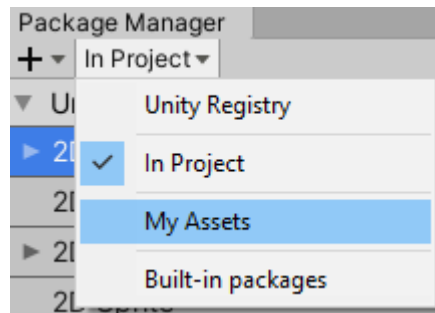 Package Manager
In Project
Unity Registry
In Project
My Assets
Built-in packages